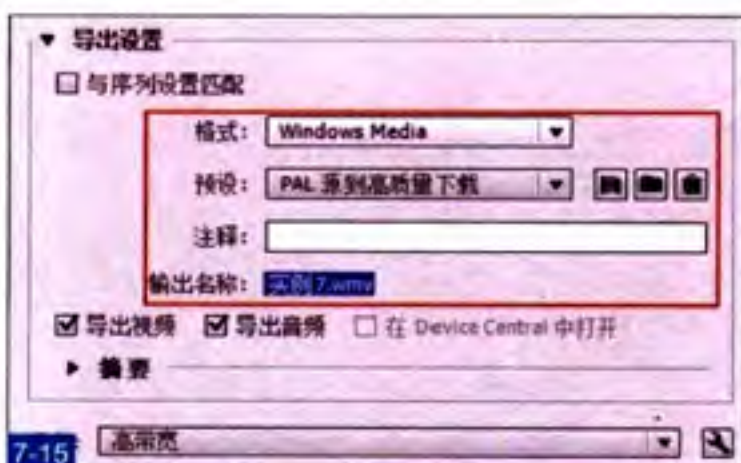 导出设置
与序列设置匹配
格式: Windows Media
预设: PAL 源到高质量下载
注释:
输出名称: 实例7.wmv
导出视频 导出音频 在 Device Central 中打开
摘要
高带宽
7-15